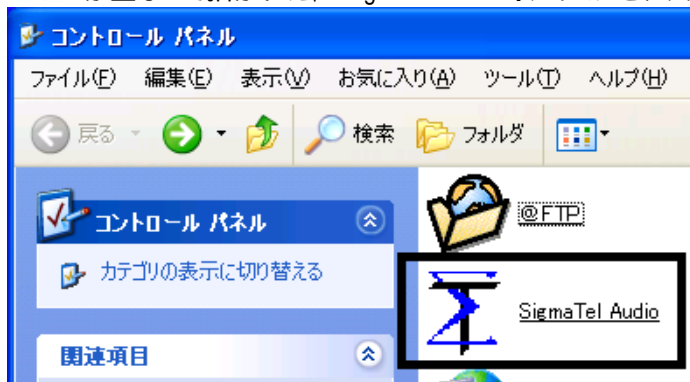 コントロール パネル
ファイル(F) 編集(E) 表示(V) お気に入り(A) ツール(T) ヘルプ(H)
戻る 検索 フォルダ
コントロール パネル
カテゴリの表示に切り替える
関連項目
@FTP
SigmaTel Audio